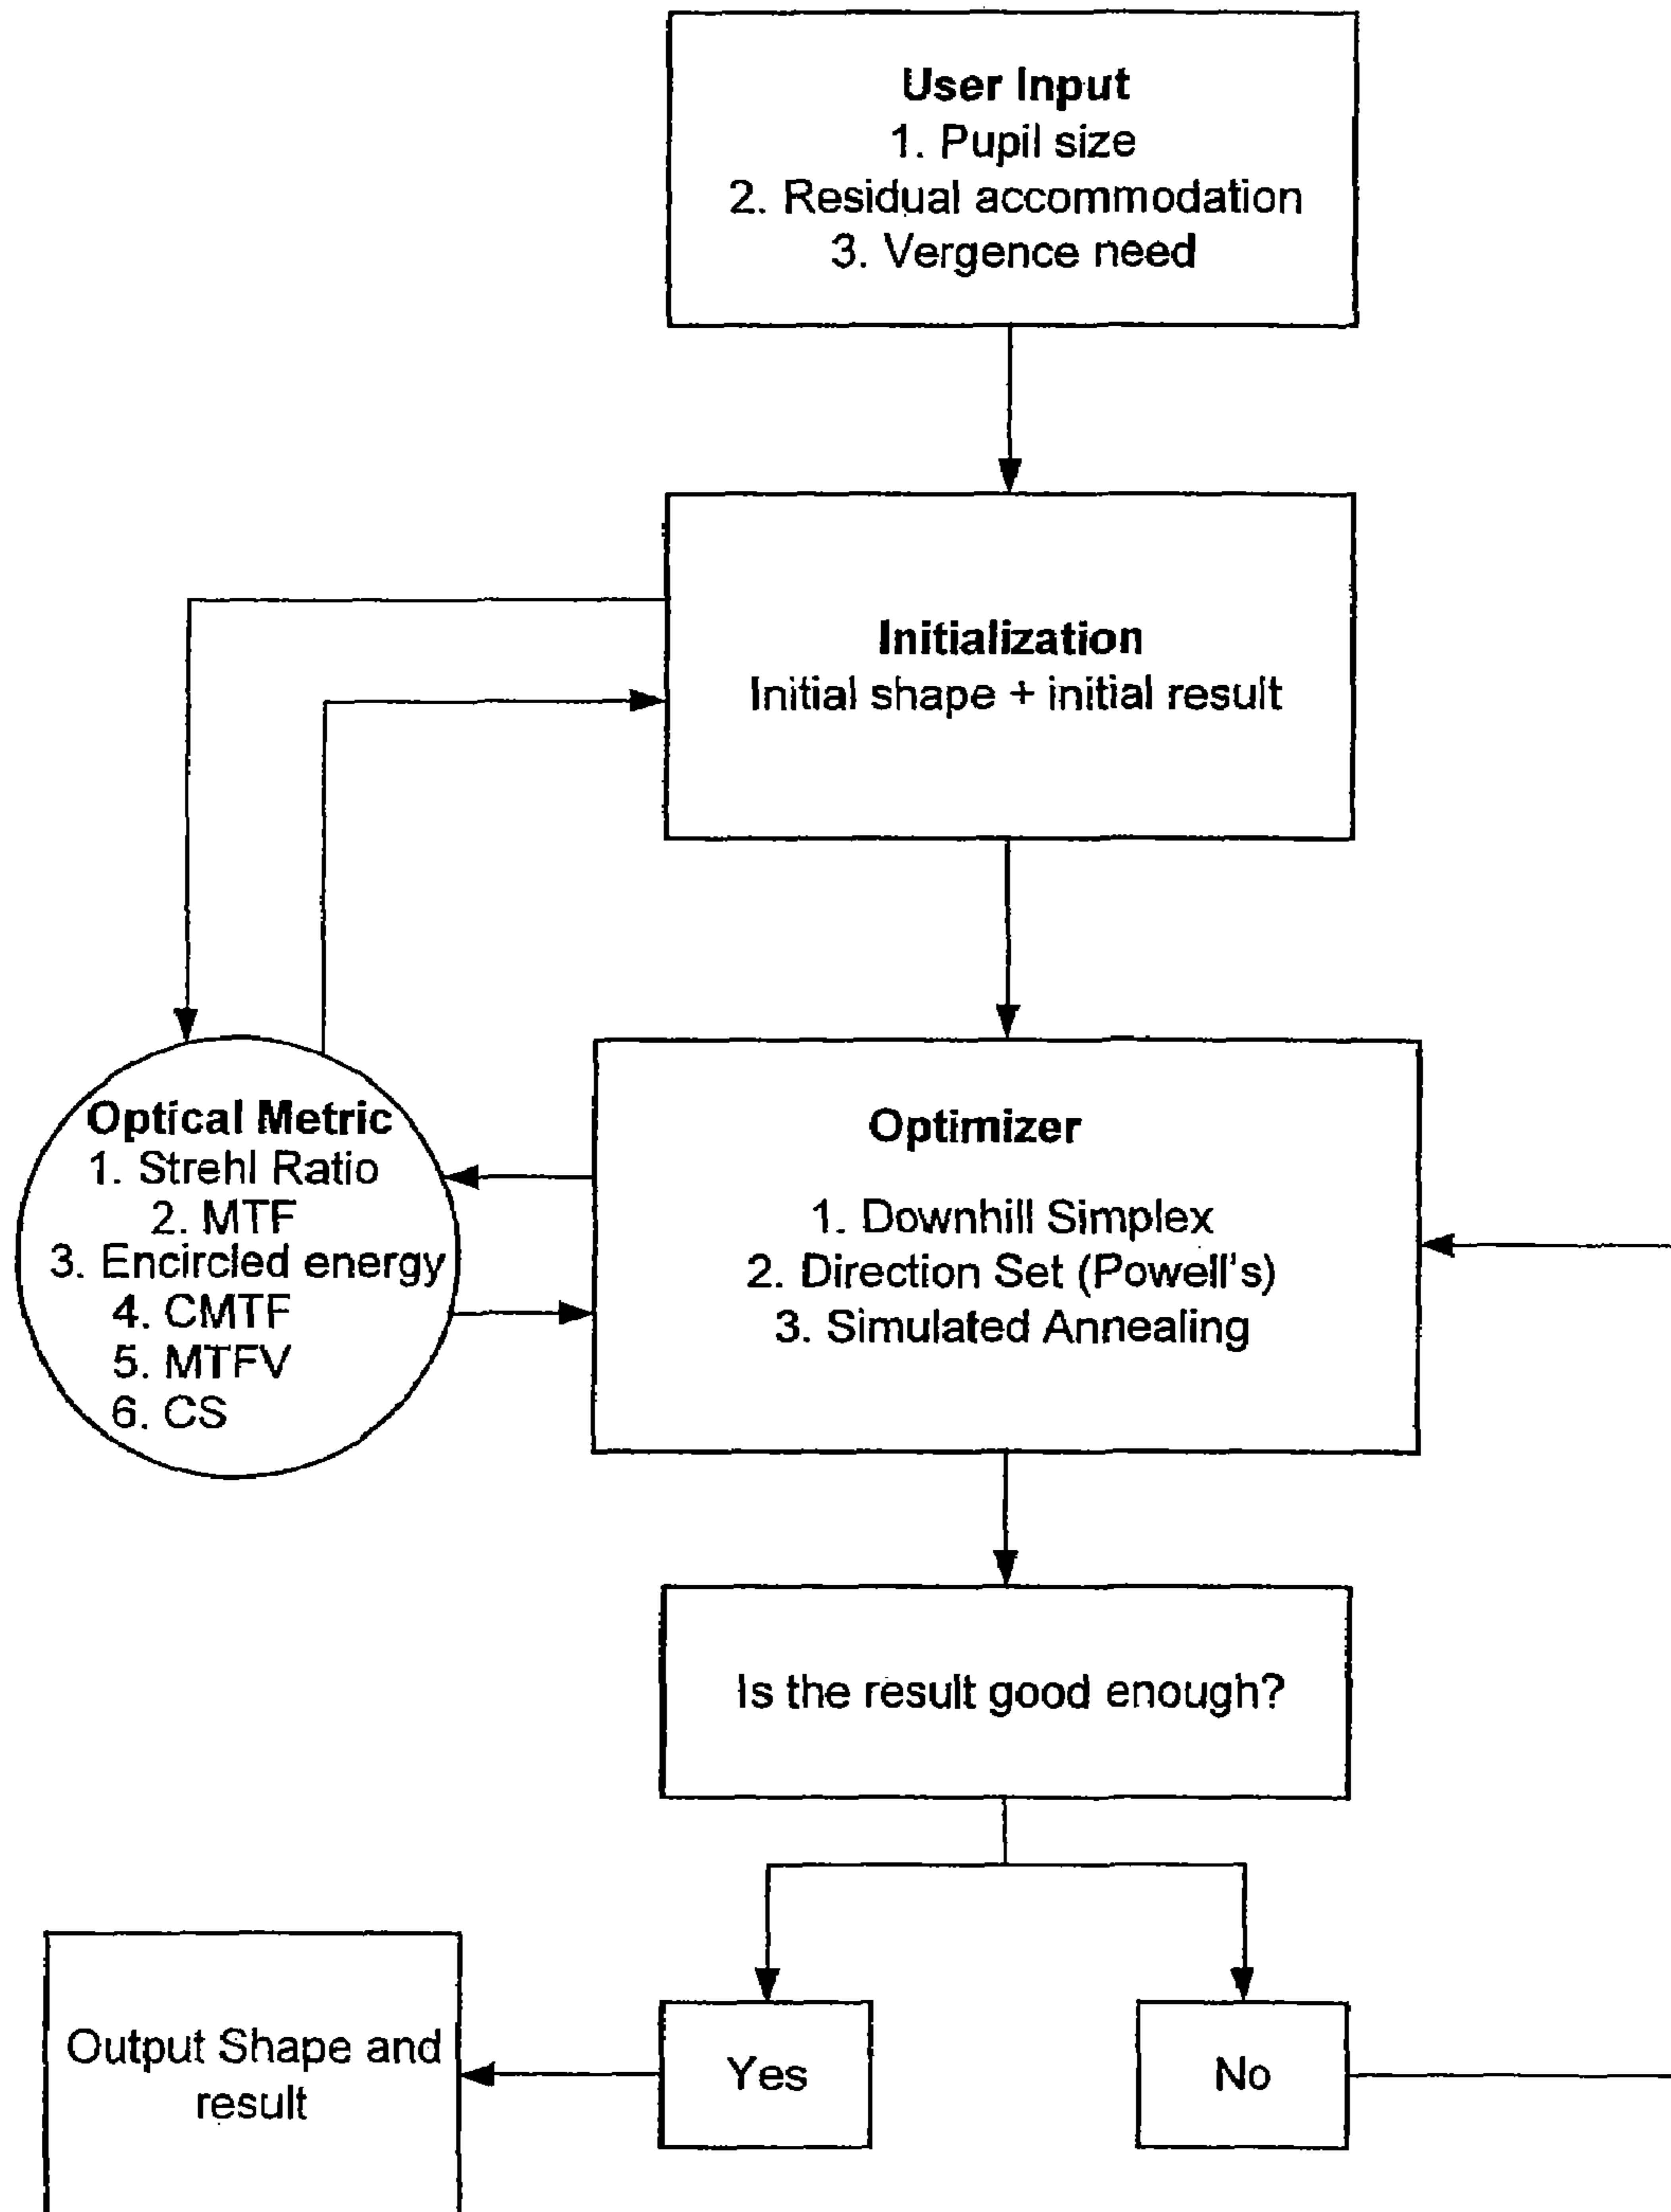 User Input
1. Pupil size
2. Residual accommodation
3. Vergence need
Initialization
Initial shape + initial result
Optical Metric
1. Strehl Ratio
2. MTF
3. Encircled energy
4. CMTF
5. MTFV
6. CS
Optimizer
1. Downhill Simplex
2. Direction Set (Powell's)
3. Simulated Annealing
Is the result good enough?
Output Shape and
result
Yes
No